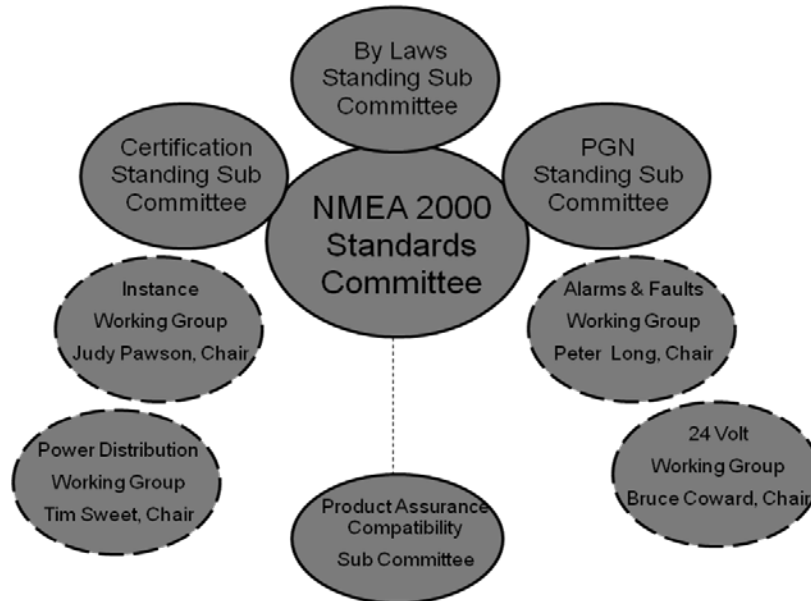 By Laws
Standing Sub
Committee
Certification
Standing Sub
Committee
PGN
Standing Sub
Committee
NMEA 2000
Standards
Committee
Instance
Working Group
Judy Pawson, Chair
Alarms & Faults
Working Group
Peter Long, Chair
Power Distribution
Working Group
Tim Sweet, Chair
24 Volt
Working Group
Bruce Coward, Chair
Product Assurance
Compatibility
Sub Committee